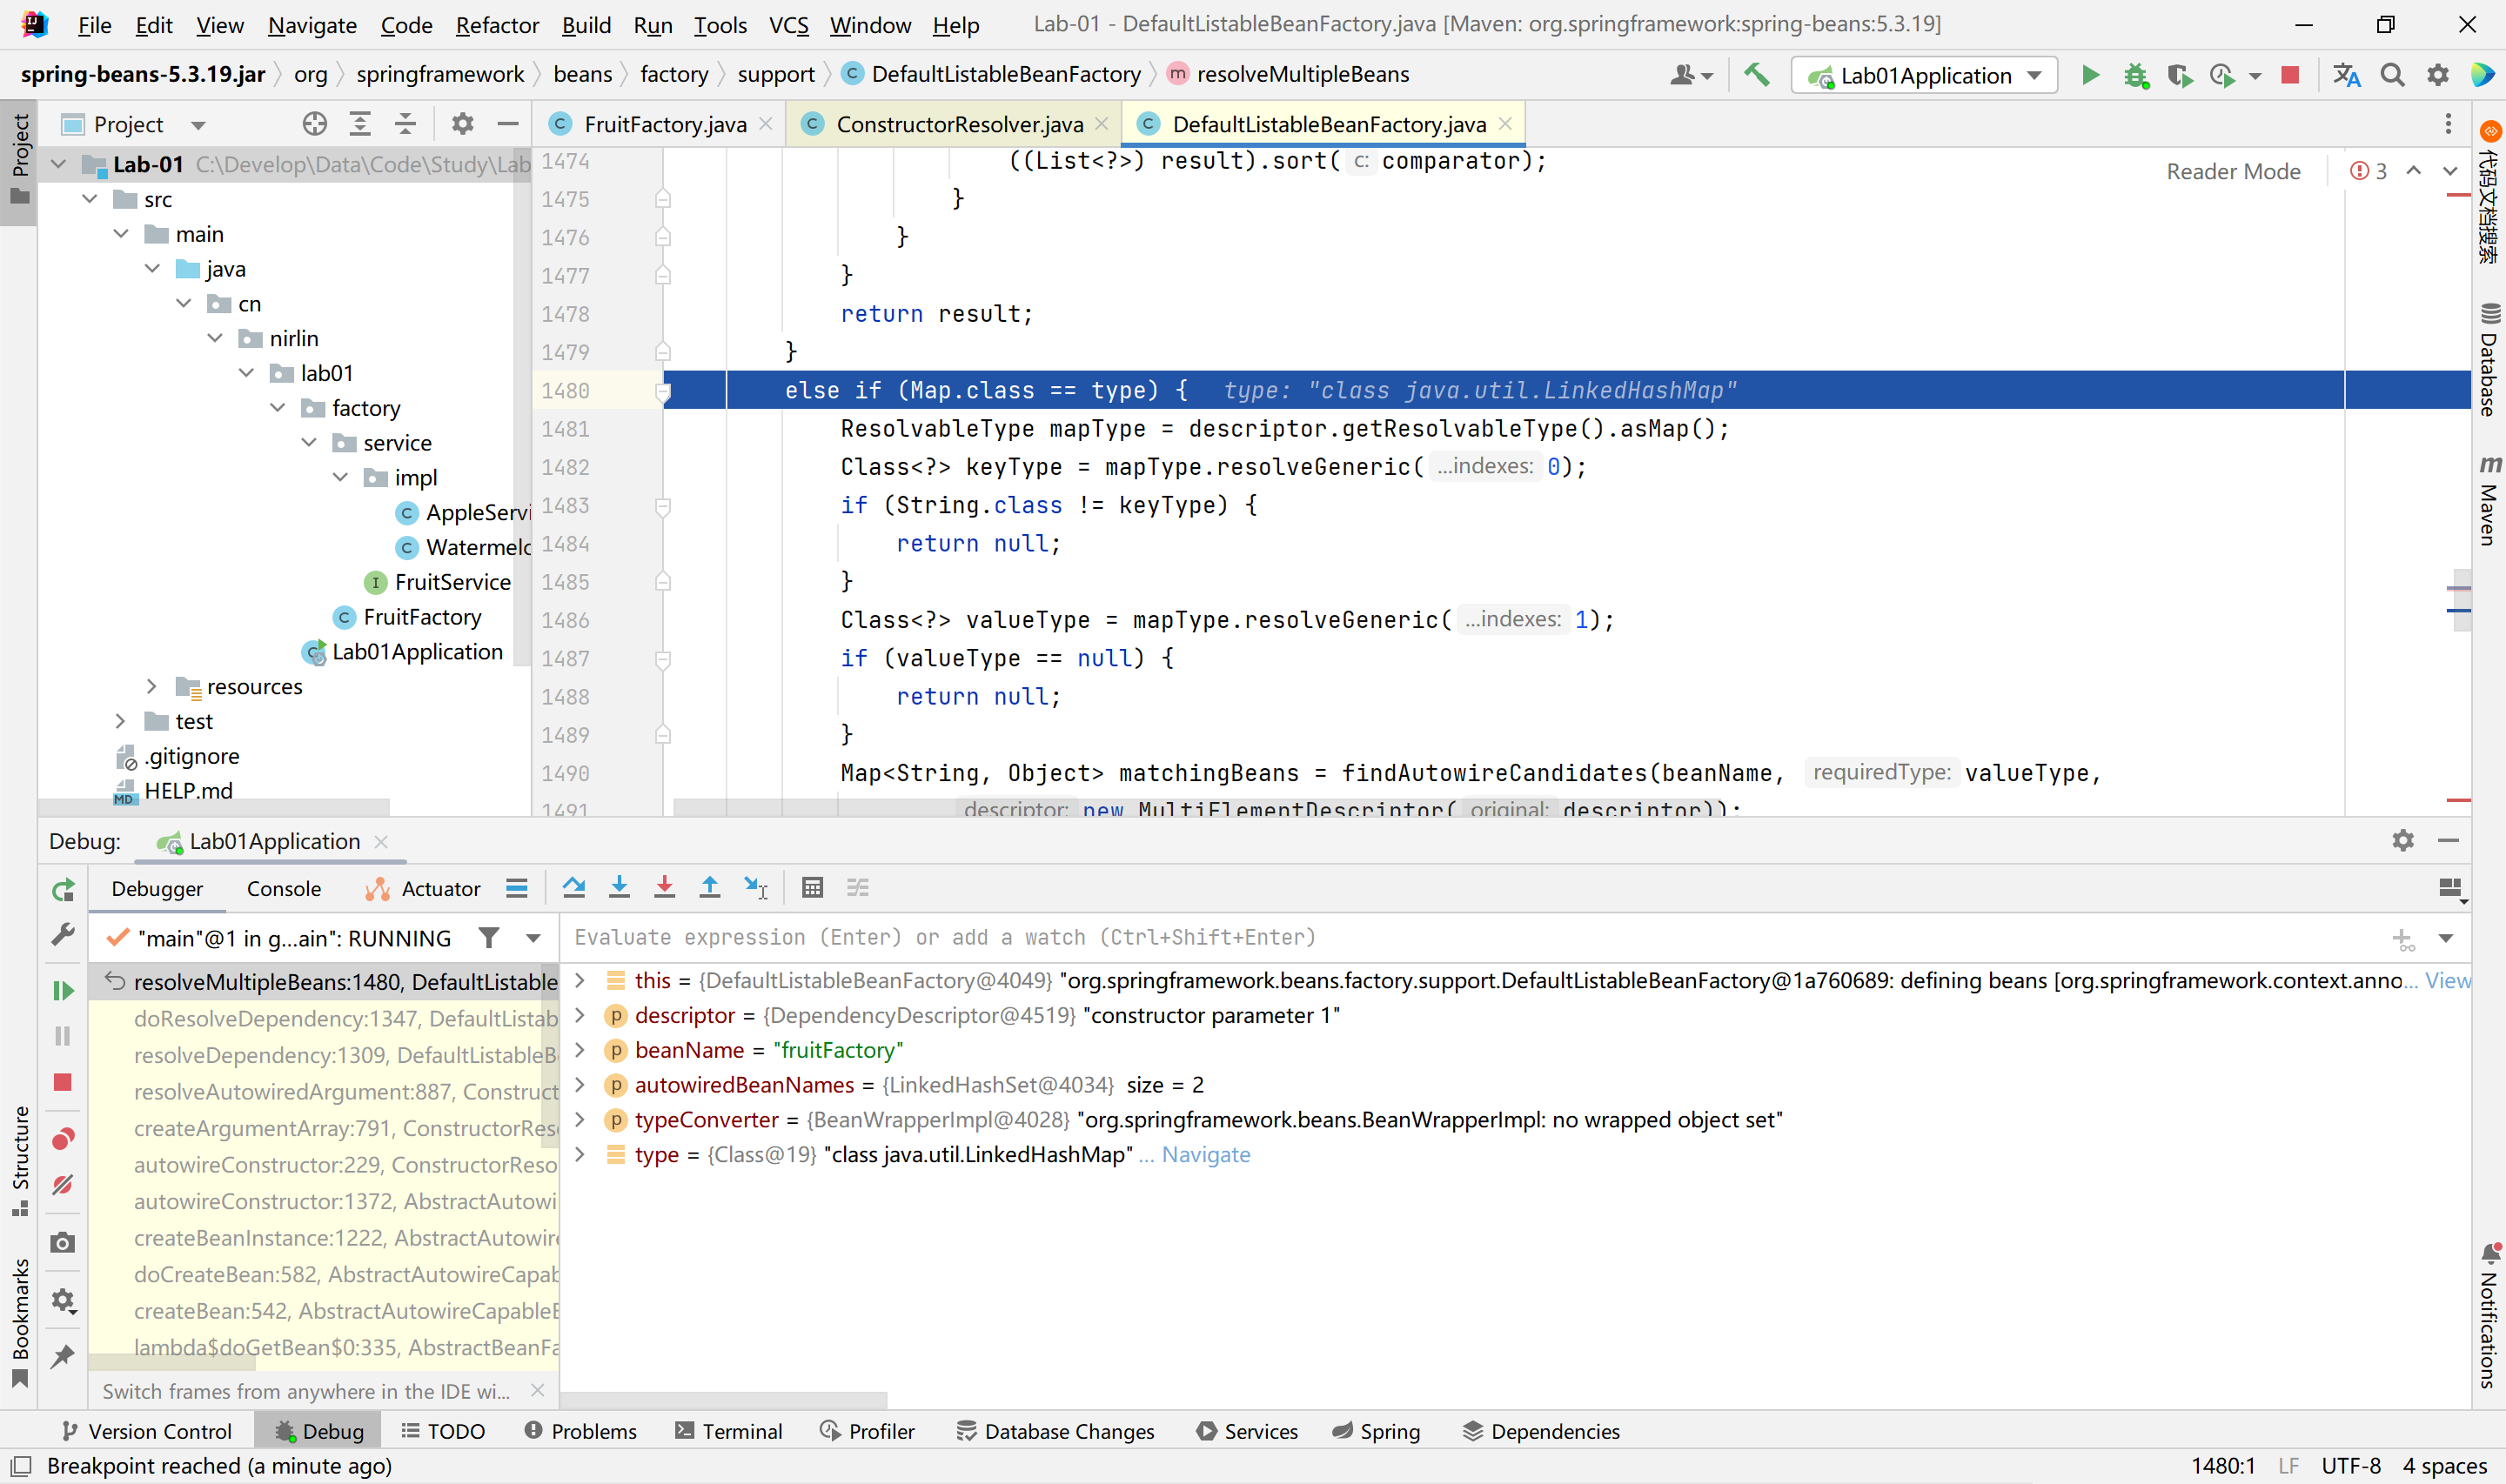 File Edit View Navigate Code Refactor Build Run Tools VCS Window Help Lab-01 - DefaultListableBeanFactory.java [Maven: org.springframework:spring-beans:5.3.19]
spring-beans-5.3.19.jar org springframework beans factory support DefaultListableBeanFactory resolveMultipleBeans Lab01Application
Project
Project
FruitFactory.java ConstructorResolver.java DefaultListableBeanFactory.java
Lab-01 C:\Develop\Data\Code\Study\Lab
src
main
java
cn
nirlin
lab01
factory
service
impl
AppleServi
Watermelo
FruitService
FruitFactory
Lab01Application
resources
test
.gitignore
HELP.md
Reader Mode 3
1474 ((List<?>) result).sort( c: comparator);
1475 }
1476 }
1477 }
1478 return result;
1479 }
1480 else if (Map.class == type) { type: "class java.util.LinkedHashMap"
1481 ResolvableType mapType = descriptor.getResolvableType().asMap();
1482 Class<?> keyType = mapType.resolveGeneric( ...indexes: 0);
1483 if (String.class != keyType) {
1484 return null;
1485 }
1486 Class<?> valueType = mapType.resolveGeneric( ...indexes: 1);
1487 if (valueType == null) {
1488 return null;
1489 }
1490 Map<String, Object> matchingBeans = findAutowireCandidates(beanName, requiredType: valueType,
1491 descriptor: new MultiElementDescriptor( original: descriptor));
代码文档搜索
Database
Maven
Notifications
Debug: Lab01Application
Debugger Console Actuator
"main"@1 in g...ain": RUNNING
Evaluate expression (Enter) or add a watch (Ctrl+Shift+Enter)
resolveMultipleBeans:1480, DefaultListable
doResolveDependency:1347, DefaultListab
resolveDependency:1309, DefaultListableB
resolveAutowiredArgument:887, Construct
createArgumentArray:791, ConstructorRes
autowireConstructor:229, ConstructorReso
autowireConstructor:1372, AbstractAutowi
createBeanInstance:1222, AbstractAutowire
doCreateBean:582, AbstractAutowireCapab
createBean:542, AbstractAutowireCapableB
lambda$doGetBean$0:335, AbstractBeanFa
Switch frames from anywhere in the IDE wi...
this = {DefaultListableBeanFactory@4049} "org.springframework.beans.factory.support.DefaultListableBeanFactory@1a760689: defining beans [org.springframework.context.anno... View
descriptor = {DependencyDescriptor@4519} "constructor parameter 1"
beanName = "fruitFactory"
autowiredBeanNames = {LinkedHashSet@4034} size = 2
typeConverter = {BeanWrapperImpl@4028} "org.springframework.beans.BeanWrapperImpl: no wrapped object set"
type = {Class@19} "class java.util.LinkedHashMap" ... Navigate
Structure
Bookmarks
Version Control Debug TODO Problems Terminal Profiler Database Changes Services Spring Dependencies
Breakpoint reached (a minute ago) 1480:1 LF UTF-8 4 spaces